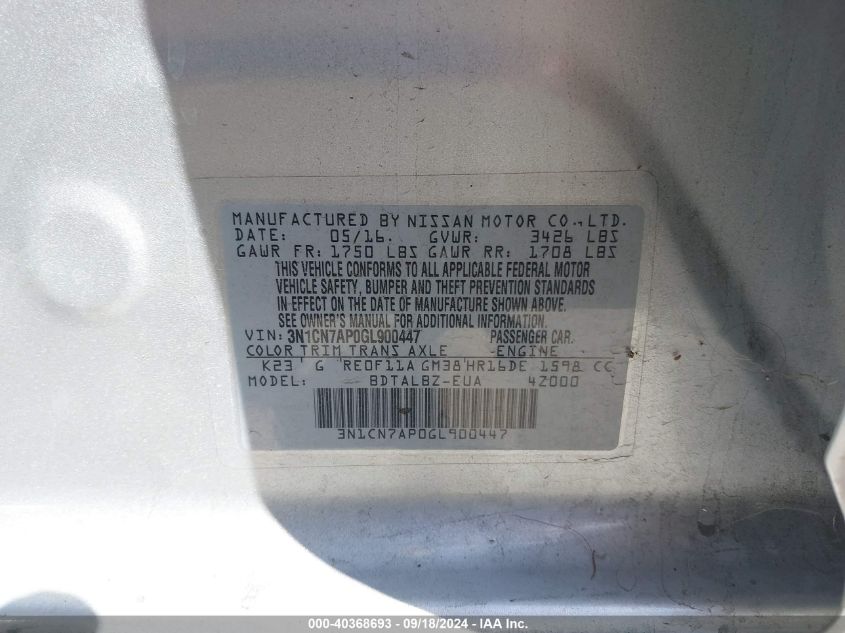 MANUFACTURED BY NISSAN MOTOR CO., LTD.
DATE: 05/16. GVWR: 3426 LBS
GAWR FR: 1750 LBS GAWR RR: 1708 LBS
THIS VEHICLE CONFORMS TO ALL APPLICABLE FEDERAL MOTOR
VEHICLE SAFETY, BUMPER AND THEFT PREVENTION STANDARDS
IN EFFECT ON THE DATE OF MANUFACTURE SHOWN ABOVE.
SEE OWNER'S MANUAL FOR ADDITIONAL INFORMATION.
VIN: 3N1CN7AP0GL900447 PASSENGER CAR.
COLOR TRIM TRANS AXLE ENGINE
K23 G RE0F11A GM38 HR16DE 1598 CC
MODEL: BDTALBZ-EUA 4Z000
3N1CN7AP0GL900447
000-40368693 - 09/18/2024 - IAA Inc.